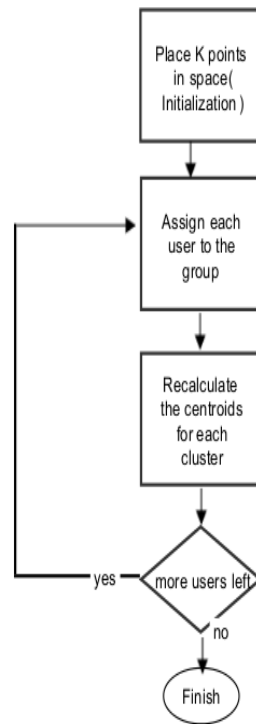 Place K points
in space(
Initialization )
Assign each
user to the
group
Recalculate
the centroids
for each
cluster
yes
more users left
no
Finish